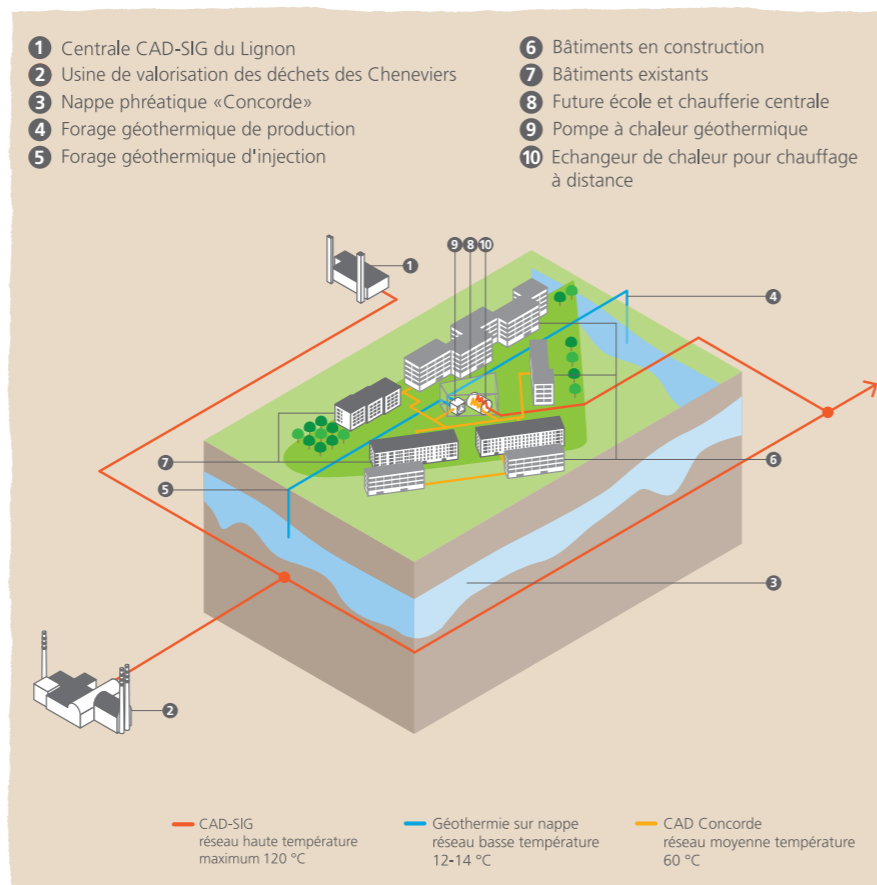 1 Centrale CAD-SIG du Lignon
2 Usine de valorisation des déchets des Cheneviers
3 Nappe phréatique «Concorde»
4 Forage géothermique de production
5 Forage géothermique d'injection
6 Bâtiments en construction
7 Bâtiments existants
8 Future école et chaufferie centrale
9 Pompe à chaleur géothermique
10 Echangeur de chaleur pour chauffage
à distance
9 8 10
1
4
7
6
5
3
2
CAD-SIG
réseau haute température
maximum 120 °C
Géothermie sur nappe
réseau basse température
12-14 °C
CAD Concorde
réseau moyenne température
60 °C